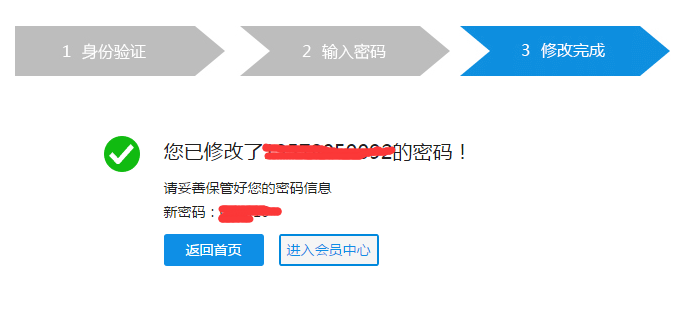 1 身份验证
2 输入密码
3 修改完成
您已修改了的密码！
请妥善保管好您的密码信息
新密码：
返回首页
进入会员中心